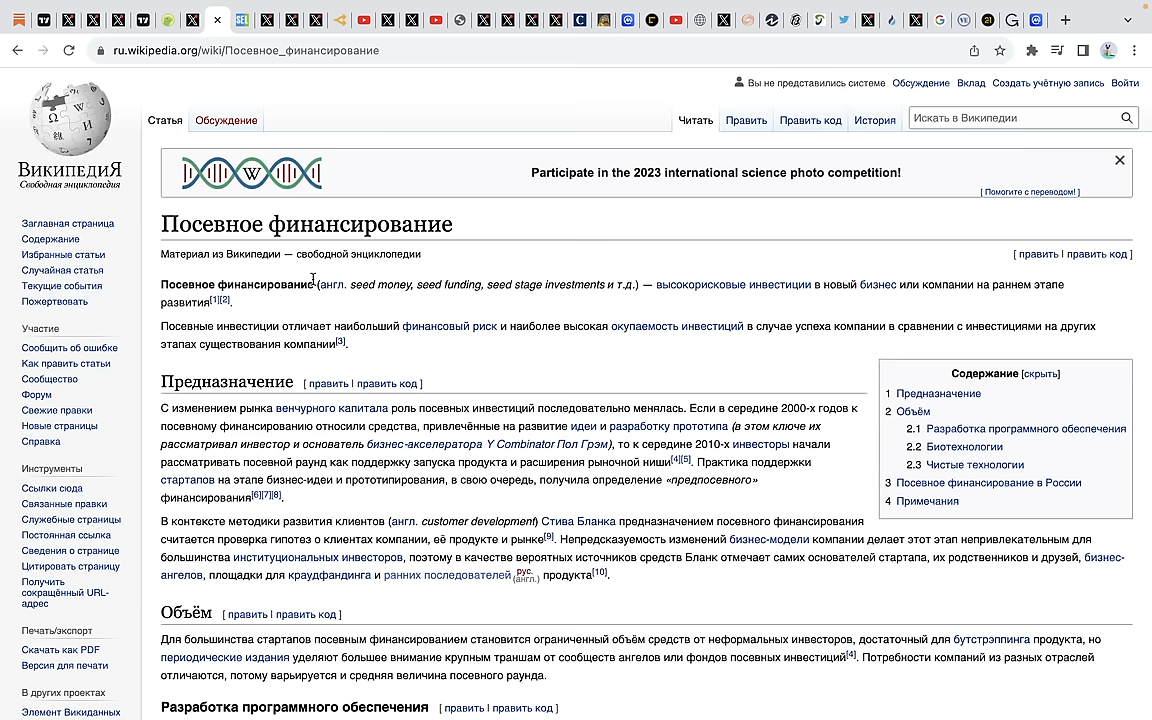 ru.wikipedia.org/wiki/Посевное_финансирование
Вы не представились системе Обсуждение Вклад Создать учётную запись Войти
Статья Обсуждение Читать Править Править код История Искать в Википедии
ВикипедиЯ
Свободная энциклопедия
Participate in the 2023 international science photo competition!
[ Помогите с переводом! ]
Заглавная страница
Содержание
Избранные статьи
Случайная статья
Текущие события
Пожертвовать
Участие
Сообщить об ошибке
Как править статьи
Сообщество
Форум
Свежие правки
Новые страницы
Справка
Инструменты
Ссылки сюда
Связанные правки
Служебные страницы
Постоянная ссылка
Сведения о странице
Цитировать страницу
Получить
сокращённый URL-
адрес
Печать/экспорт
Скачать как PDF
Версия для печати
В других проектах
Элемент Викиданных
Посевное финансирование
Материал из Википедии — свободной энциклопедии [ править | править код ]
Посевное финансирование (англ. seed money, seed funding, seed stage investments и т.д.) — высокорисковые инвестиции в новый бизнес или компании на раннем этапе
развития[1][2].
Посевные инвестиции отличает наибольший финансовый риск и наиболее высокая окупаемость инвестиций в случае успеха компании в сравнении с инвестициями на других
этапах существования компании[3].
Содержание [скрыть]
1 Предназначение
2 Объём
2.1 Разработка программного обеспечения
2.2 Биотехнологии
2.3 Чистые технологии
3 Посевное финансирование в России
4 Примечания
Предназначение [ править | править код ]
С изменением рынка венчурного капитала роль посевных инвестиций последовательно менялась. Если в середине 2000-х годов к
посевному финансированию относили средства, привлечённые на развитие идеи и разработку прототипа (в этом ключе их
рассматривал инвестор и основатель бизнес-акселератора Y Combinator Пол Грэм), то к середине 2010-х инвесторы начали
рассматривать посевной раунд как поддержку запуска продукта и расширения рыночной ниши[4][5]. Практика поддержки
стартапов на этапе бизнес-идеи и прототипирования, в свою очередь, получила определение «предпосевного»
финансирования[6][7][8].
В контексте методики развития клиентов (англ. customer development) Стива Бланка предназначением посевного финансирования
считается проверка гипотез о клиентах компании, её продукте и рынке[9]. Непредсказуемость изменений бизнес-модели компании делает этот этап непривлекательным для
большинства институциональных инвесторов, поэтому в качестве вероятных источников средств Бланк отмечает самих основателей стартапа, их родственников и друзей, бизнес-
ангелов, площадки для краудфандинга и ранних последователей рус. (англ.) продукта[10].
Объём [ править | править код ]
Для большинства стартапов посевным финансированием становится ограниченный объём средств от неформальных инвесторов, достаточный для бутстрэппинга продукта, но
периодические издания уделяют большее внимание крупным траншам от сообществ ангелов или фондов посевных инвестиций[4]. Потребности компаний из разных отраслей
отличаются, потому варьируется и средняя величина посевного раунда.
Разработка программного обеспечения [ править | править код ]